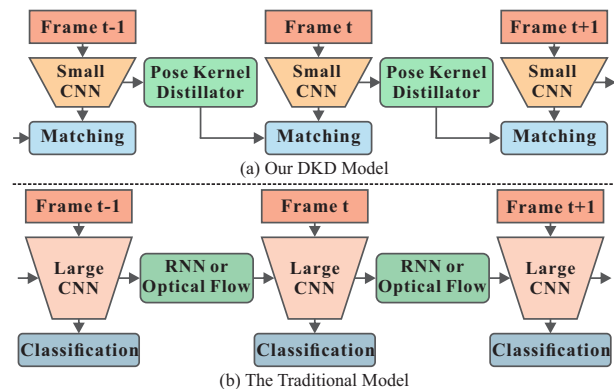 Frame t-1
Frame t
Frame t+1
Small
CNN
Pose Kernel
Distillator
Small
CNN
Pose Kernel
Distillator
Small
CNN
Matching
Matching
Matching
(a) Our DKD Model
Frame t-1
Frame t
Frame t+1
Large
CNN
RNN or
Optical Flow
Large
CNN
RNN or
Optical Flow
Large
CNN
Classification
Classification
Classification
(b) The Traditional Model